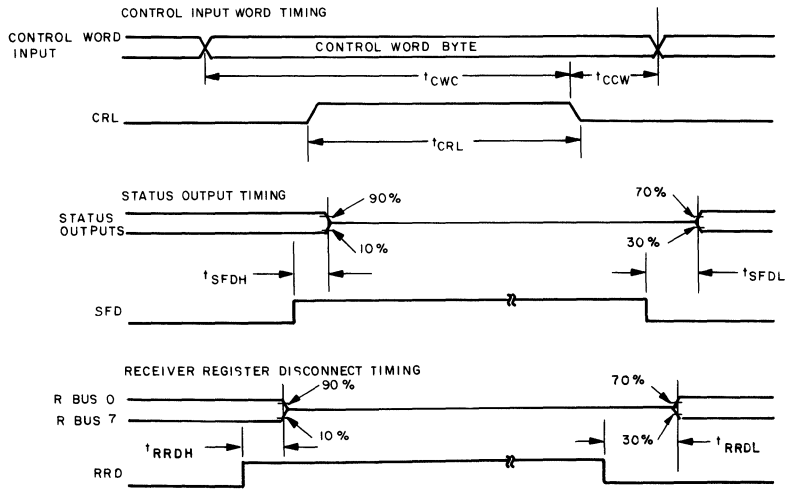 CONTROL INPUT WORD TIMING
CONTROL WORD INPUT
CONTROL WORD BYTE
tCWC
tCCW
CRL
tCRL
STATUS OUTPUT TIMING
90%
70%
STATUS OUTPUTS
10%
30%
tSFDH
tSFDL
SFD
RECEIVER REGISTER DISCONNECT TIMING
90%
70%
R BUS 0
R BUS 7
10%
30%
tRRDH
tRRDL
RRD